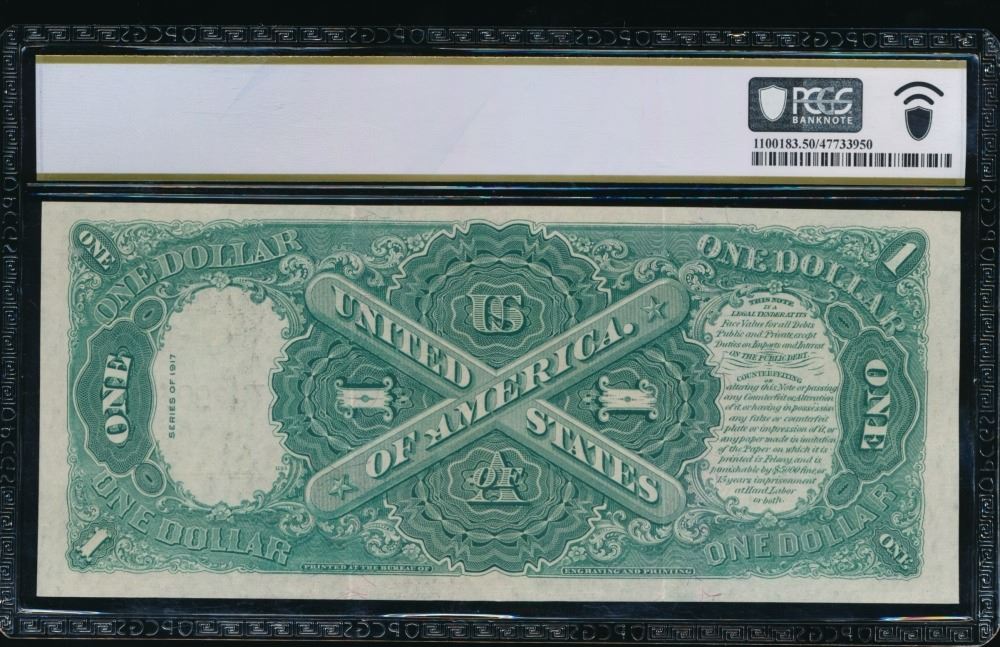 PCGS
BANKNOTE
1100183.50/47733950
ONE
ONE DOLLAR
ONE DOLLAR
1
US
UNITED
STATES
OF AMERICA.
ONE
SERIES OF 1917
1
1
THIS NOTE
IS A
LEGAL TENDER AT ITS
Face Value for all Debts
Public and Private, except
Duties on Imports and Interest
ON THE PUBLIC DEBT.
COUNTERFEITING
or
altering this Note or passing
any Counterfeit or Alteration
of it, or having in possession
any false or counterfeit
plate or impression of it, or
any paper made in imitation
of the Paper on which it is
printed is Felony, and is
punishable by $5000 fine, or
15 years imprisonment
at Hard Labor
or both.
ONE
OF
A
1
ONE DOLLAR
ONE DOLLAR
ONE
PRINTED AT THE BUREAU OF
ENGRAVING AND PRINTING